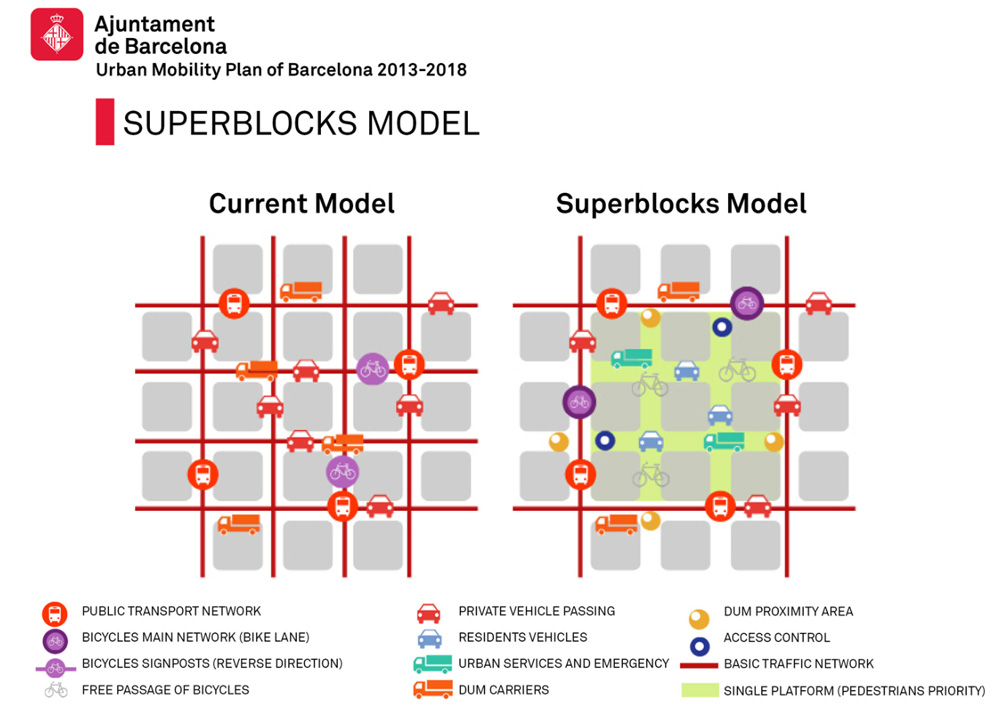 Ajuntament
de Barcelona
Urban Mobility Plan of Barcelona 2013-2018
SUPERBLOCKS MODEL
Current Model
Superblocks Model
PUBLIC TRANSPORT NETWORK
BICYCLES MAIN NETWORK (BIKE LANE)
BICYCLES SIGNPOSTS (REVERSE DIRECTION)
FREE PASSAGE OF BICYCLES
PRIVATE VEHICLE PASSING
RESIDENTS VEHICLES
URBAN SERVICES AND EMERGENCY
DUM CARRIERS
DUM PROXIMITY AREA
ACCESS CONTROL
BASIC TRAFFIC NETWORK
SINGLE PLATFORM (PEDESTRIANS PRIORITY)